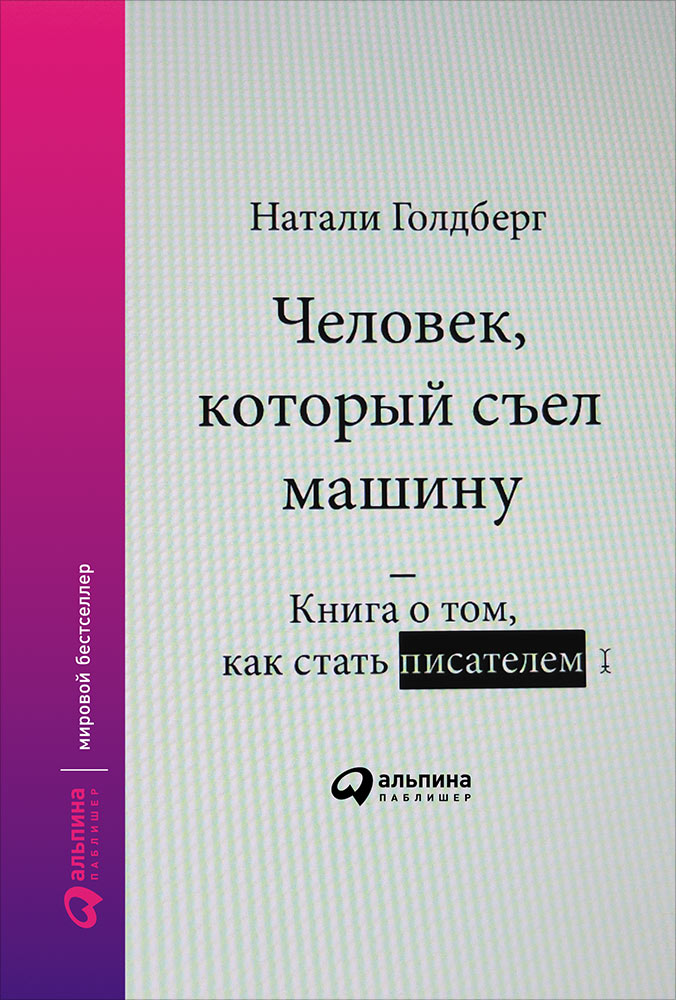 Натали Голдберг
Человек,
который съел
машину
–
Книга о том,
как стать писателем
альпина
ПАБЛИШЕР
мировой бестселлер
альпина
ПАБЛИШЕР